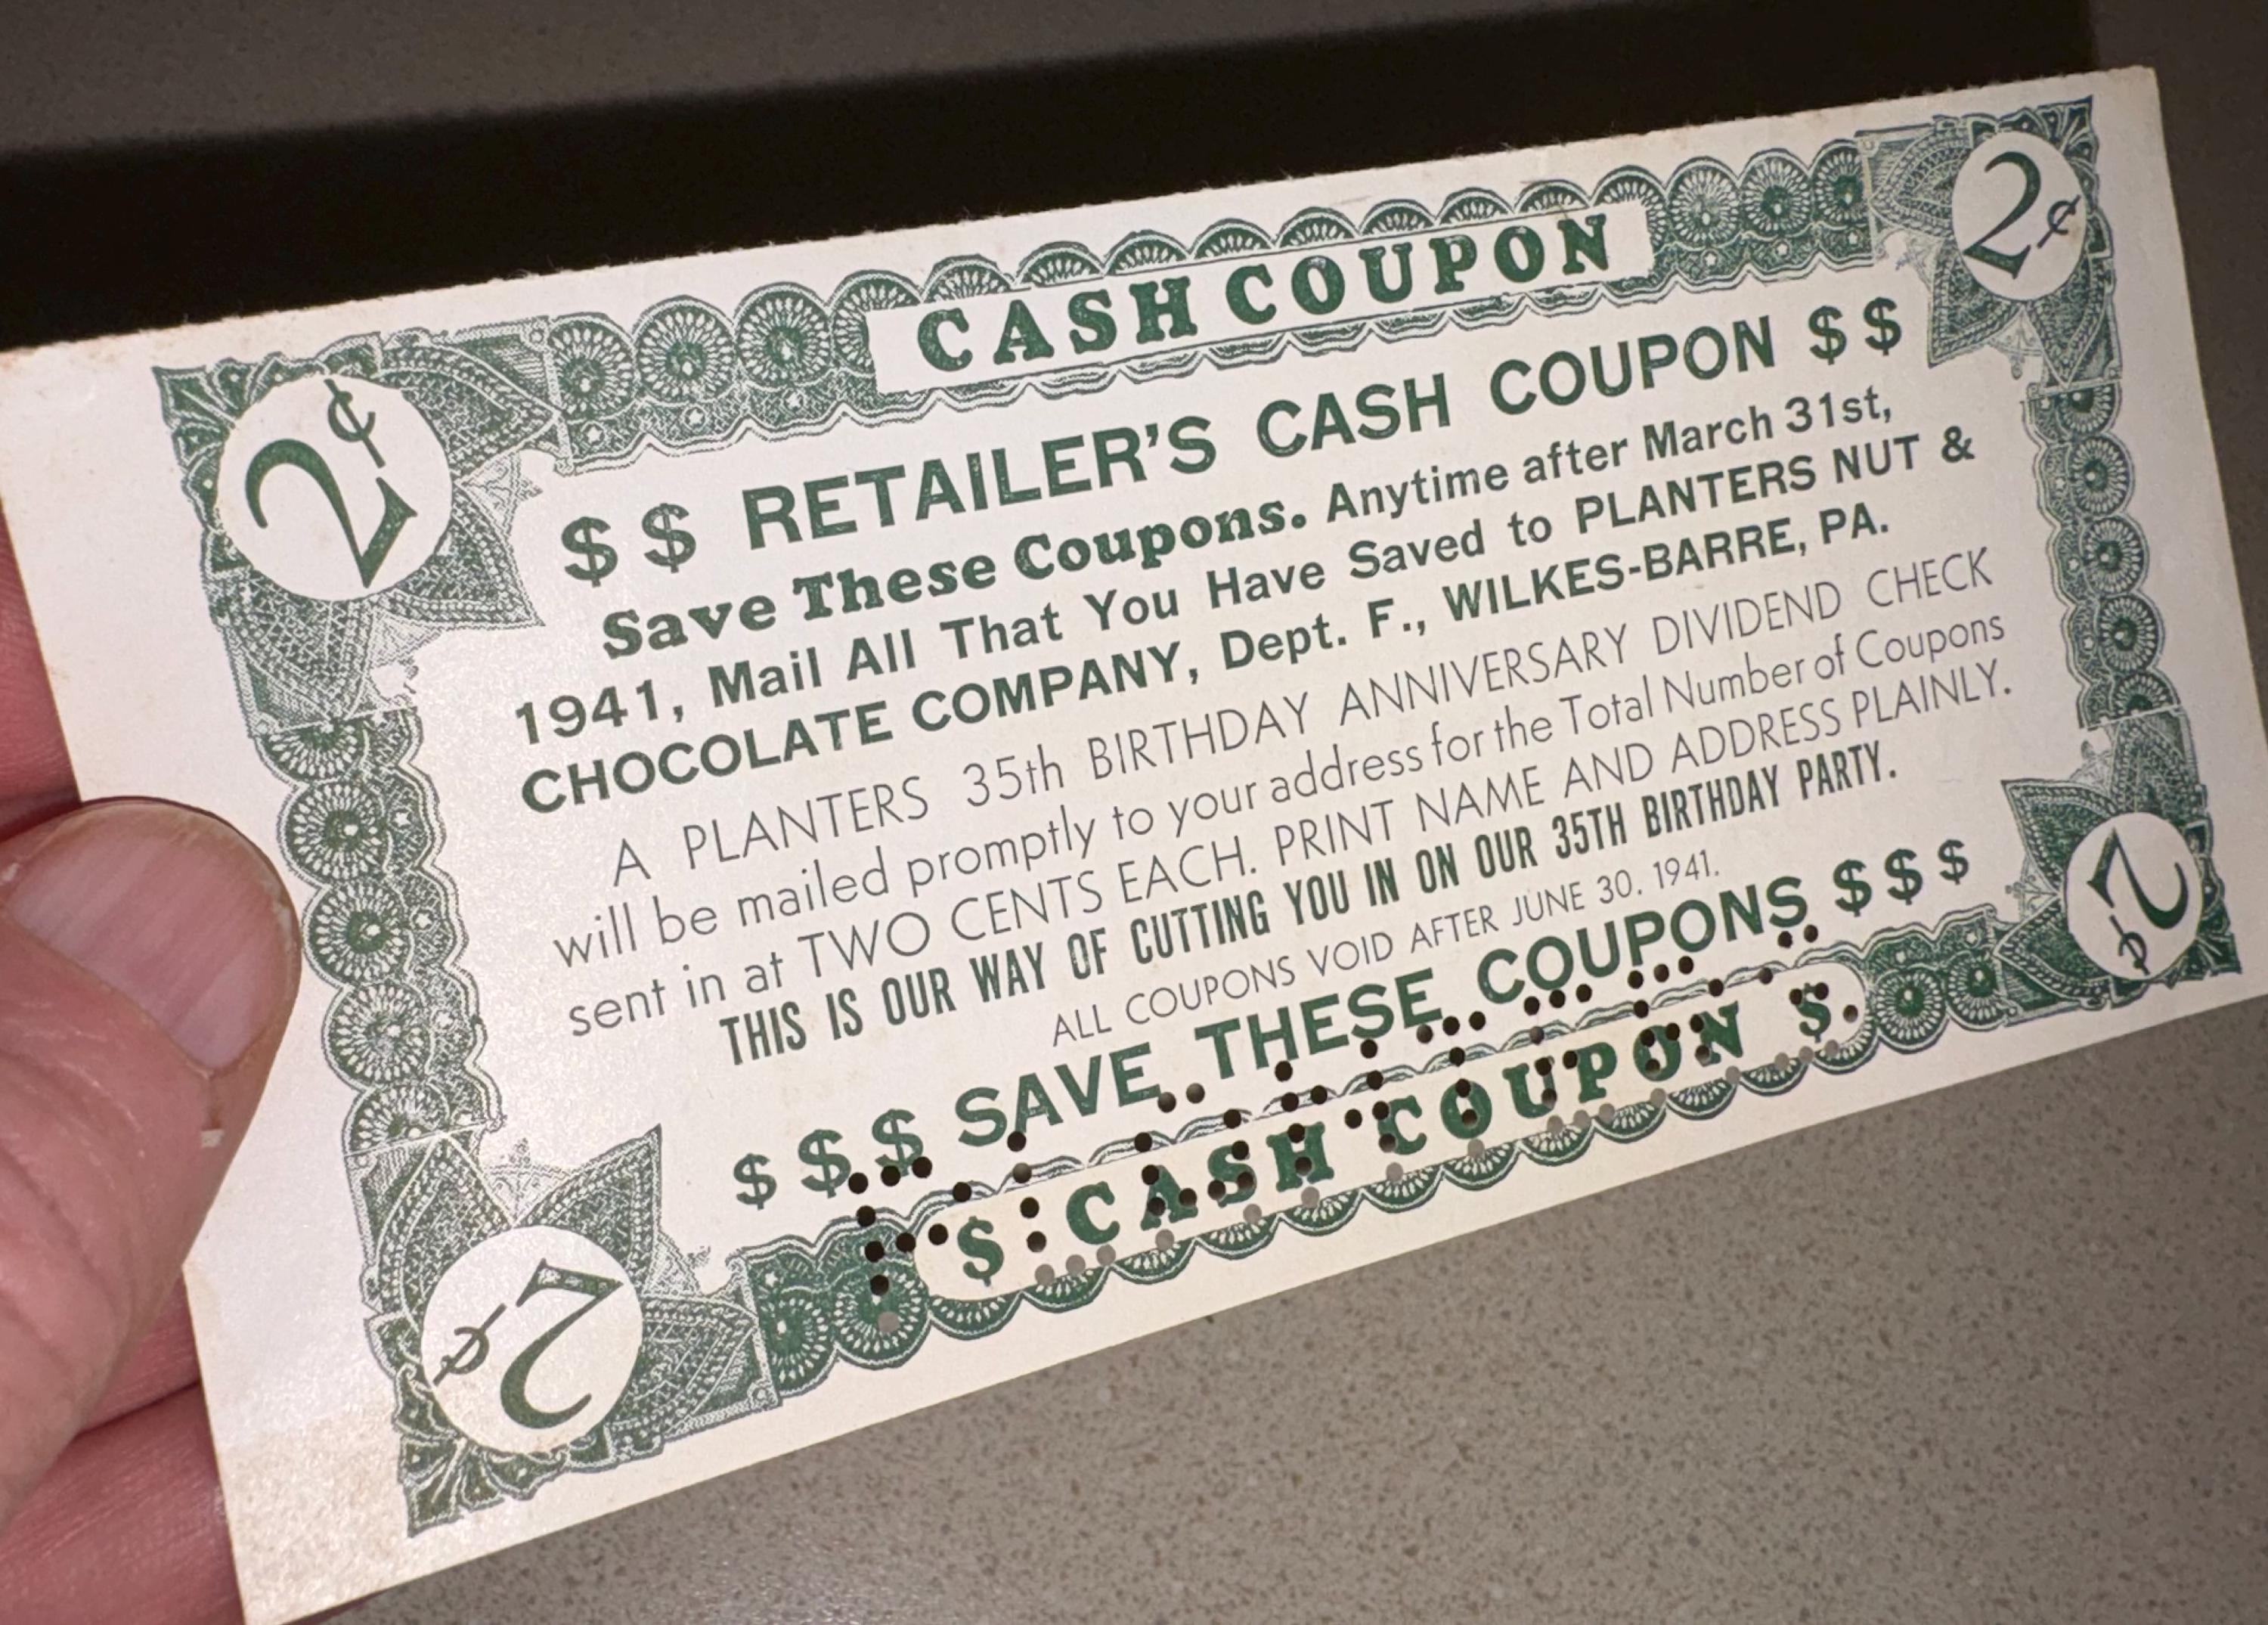 2¢
CASH COUPON
2¢
$ $ RETAILER'S CASH COUPON $ $
Save These Coupons. Anytime after March 31st,
1941, Mail All That You Have Saved to PLANTERS NUT &
CHOCOLATE COMPANY, Dept. F., WILKES-BARRE, PA.
A PLANTERS 35th BIRTHDAY ANNIVERSARY DIVIDEND CHECK
will be mailed promptly to your address for the Total Number of Coupons
sent in at TWO CENTS EACH. PRINT NAME AND ADDRESS PLAINLY.
THIS IS OUR WAY OF CUTTING YOU IN ON OUR 35TH BIRTHDAY PARTY.
ALL COUPONS VOID AFTER JUNE 30. 1941.
$ $ $ SAVE THESE COUPONS $ $ $
2¢
$ CASH COUPON $
2¢
PLANTERS